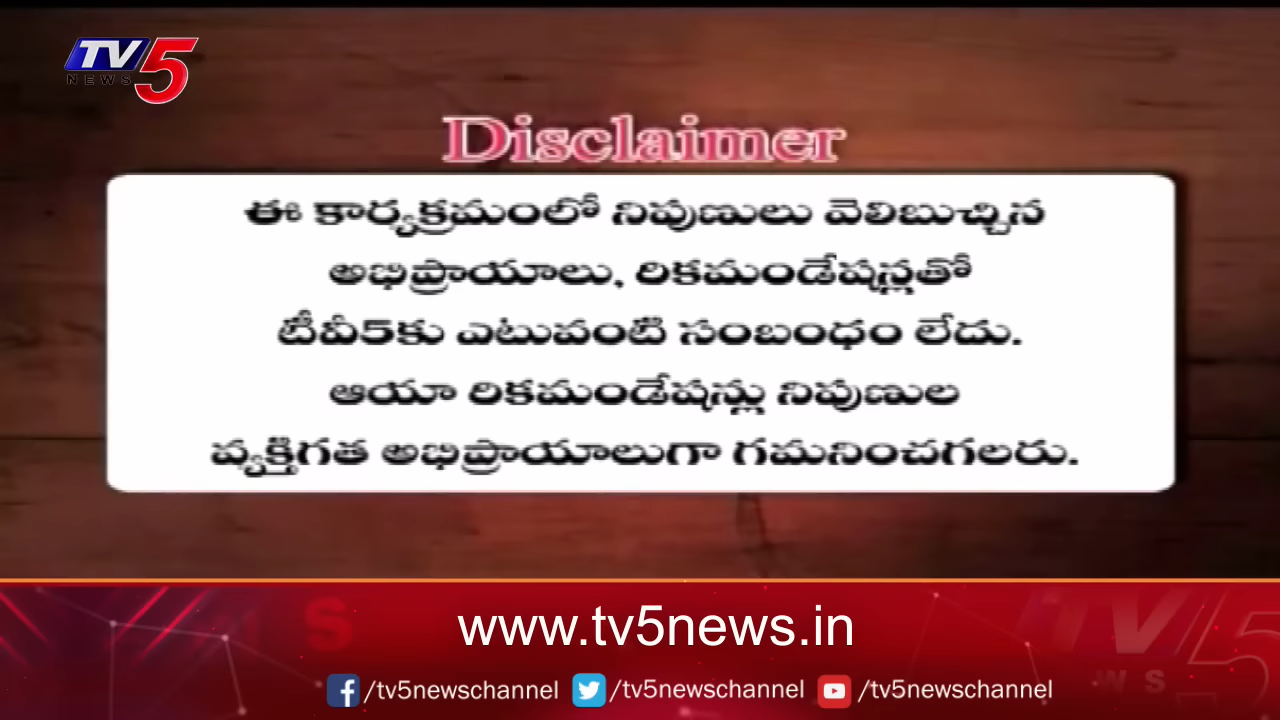 TV5
NEWS
Disclaimer
ఈ కార్యక్రమంలో నిపుణులు వెలిబుచ్చిన
అభిప్రాయాలు, రికమండేషన్లతో
టీవీ5కు ఎటువంటి సంబంధం లేదు.
ఆయా రికమండేషన్లు నిపుణుల
వ్యక్తిగత అభిప్రాయాలుగా గమనించగలరు.
www.tv5news.in
/tv5newschannel /tv5newschannel /tv5newschannel